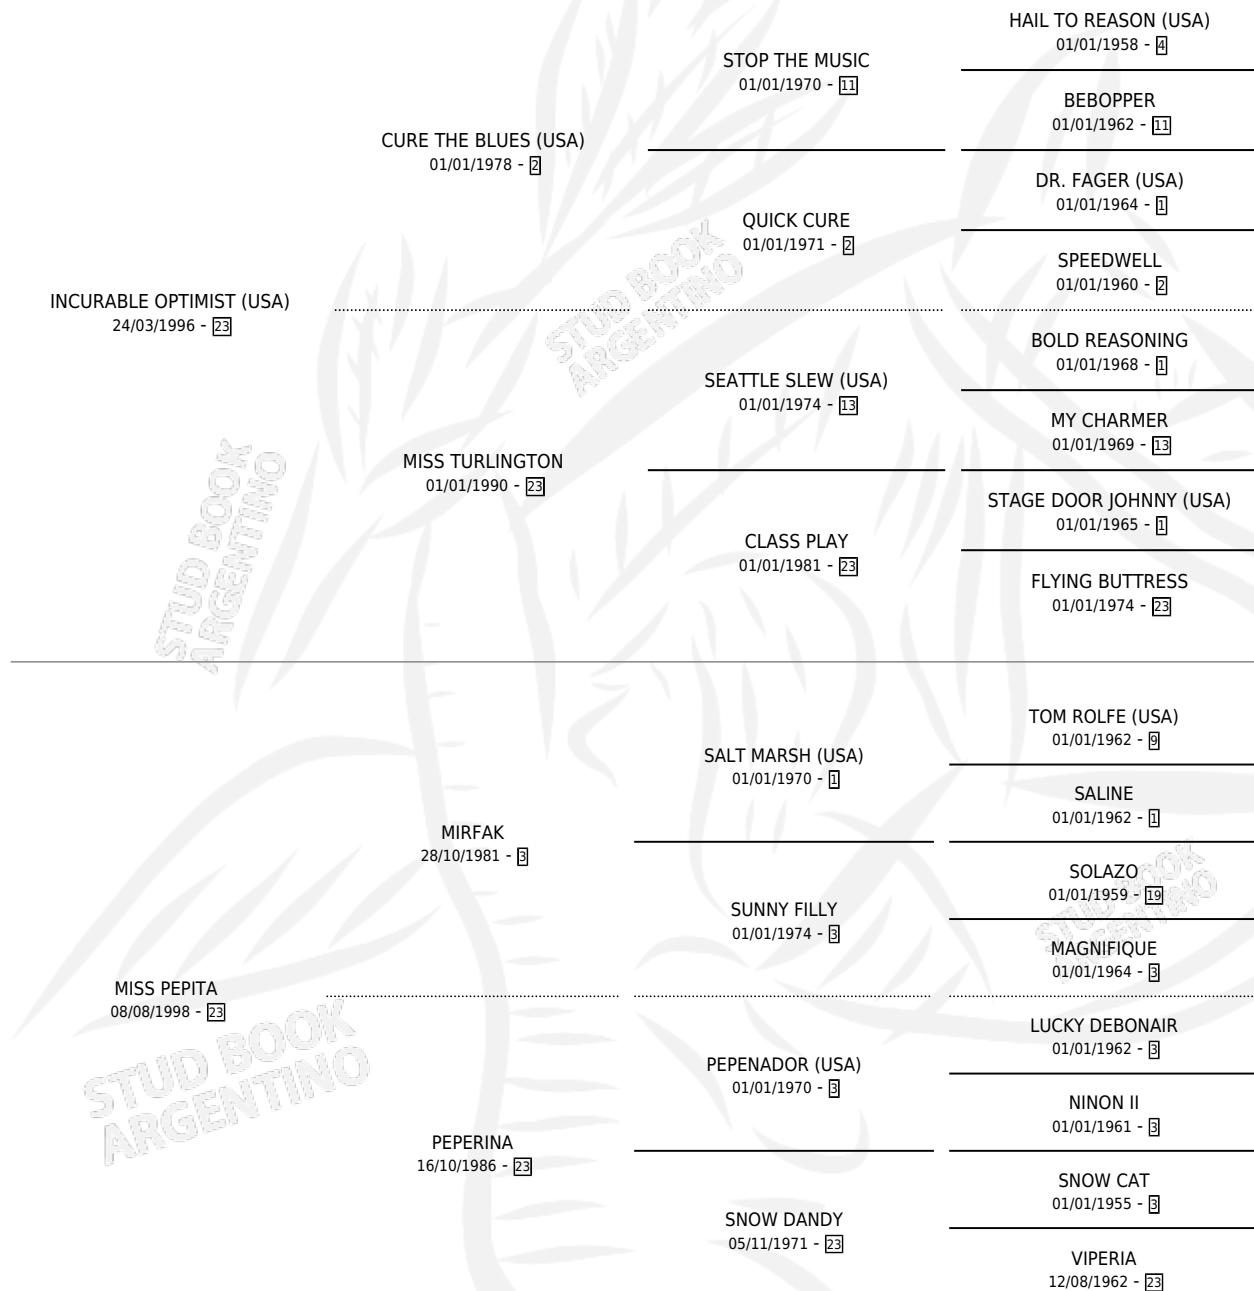 HAIL TO REASON (USA)
01/01/1958 - 4
STOP THE MUSIC
01/01/1970 - 11
BEBOPPER
01/01/1962 - 11
CURE THE BLUES (USA)
01/01/1978 - 2
DR. FAGER (USA)
01/01/1964 - 1
QUICK CURE
01/01/1971 - 2
SPEEDWELL
01/01/1960 - 2
INCURABLE OPTIMIST (USA)
24/03/1996 - 23
BOLD REASONING
01/01/1968 - 1
SEATTLE SLEW (USA)
01/01/1974 - 13
MY CHARMER
01/01/1969 - 13
MISS TURLINGTON
01/01/1990 - 23
STAGE DOOR JOHNNY (USA)
01/01/1965 - 1
CLASS PLAY
01/01/1981 - 23
FLYING BUTTRESS
01/01/1974 - 23
TOM ROLFE (USA)
01/01/1962 - 9
SALT MARSH (USA)
01/01/1970 - 1
SALINE
01/01/1962 - 1
MIRFAK
28/10/1981 - 3
SOLAZO
01/01/1959 - 19
SUNNY FILLY
01/01/1974 - 3
MAGNIFIQUE
01/01/1964 - 3
MISS PEPITA
08/08/1998 - 23
LUCKY DEBONAIR
01/01/1962 - 3
PEPENADOR (USA)
01/01/1970 - 3
NINON II
01/01/1961 - 3
PEPERINA
16/10/1986 - 23
SNOW CAT
01/01/1955 - 3
SNOW DANDY
05/11/1971 - 23
VIPERIA
12/08/1962 - 23
STUD BOOK
ARGENTINO
STUD BOOK
ARGENTINO
STUD BOOK
ARGENTINO
STUD BOOK
ARGENTINO